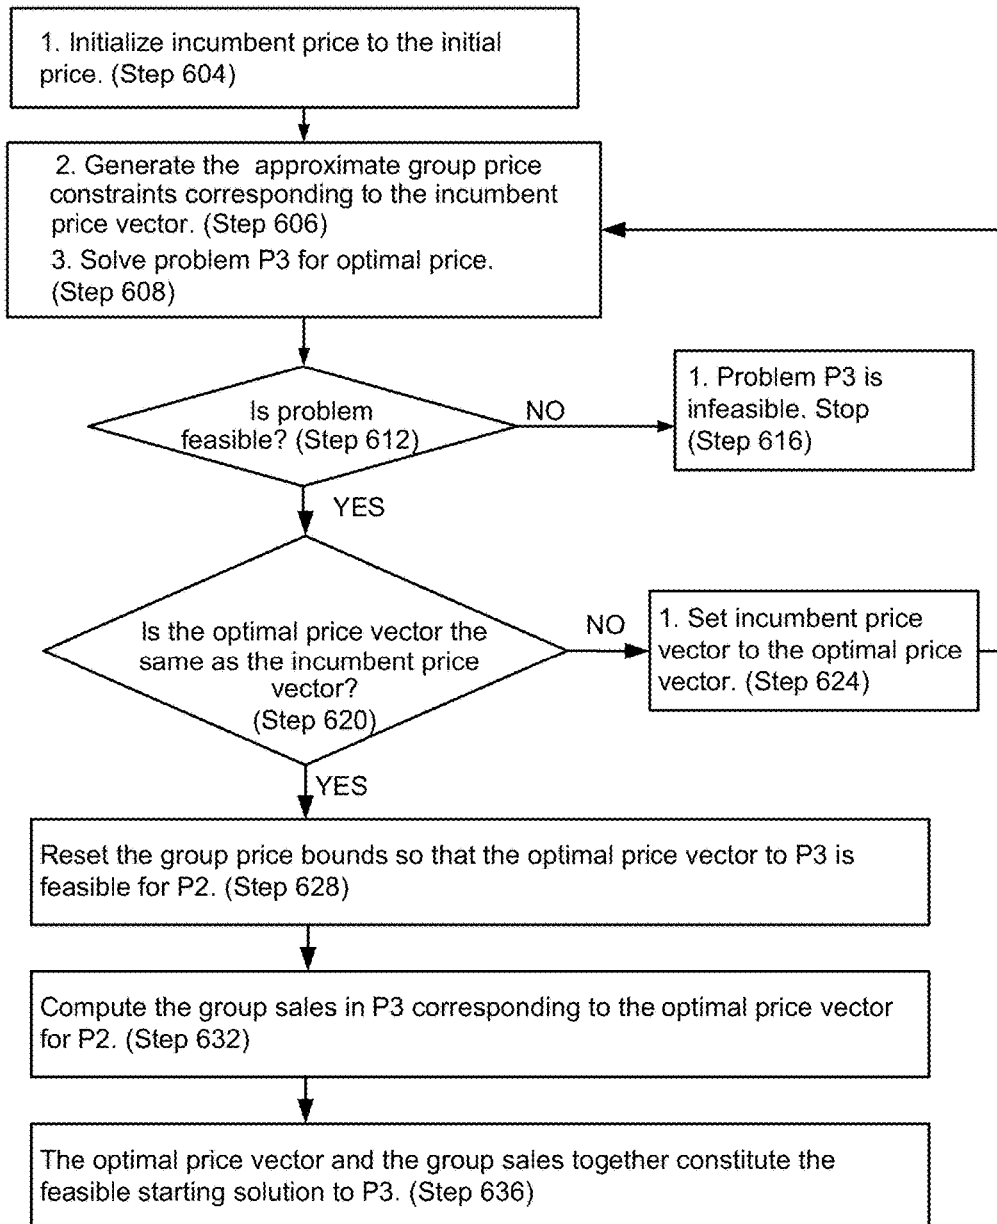 1. Initialize incumbent price to the initial
price. (Step 604)
2. Generate the approximate group price
constraints corresponding to the incumbent
price vector. (Step 606)
3. Solve problem P3 for optimal price.
(Step 608)
Is problem
feasible? (Step 612)
NO
1. Problem P3 is
infeasible. Stop
(Step 616)
YES
Is the optimal price vector the
same as the incumbent price
vector?
(Step 620)
NO
1. Set incumbent price
vector to the optimal price
vector. (Step 624)
YES
Reset the group price bounds so that the optimal price vector to P3 is
feasible for P2. (Step 628)
Compute the group sales in P3 corresponding to the optimal price vector
for P2. (Step 632)
The optimal price vector and the group sales together constitute the
feasible starting solution to P3. (Step 636)